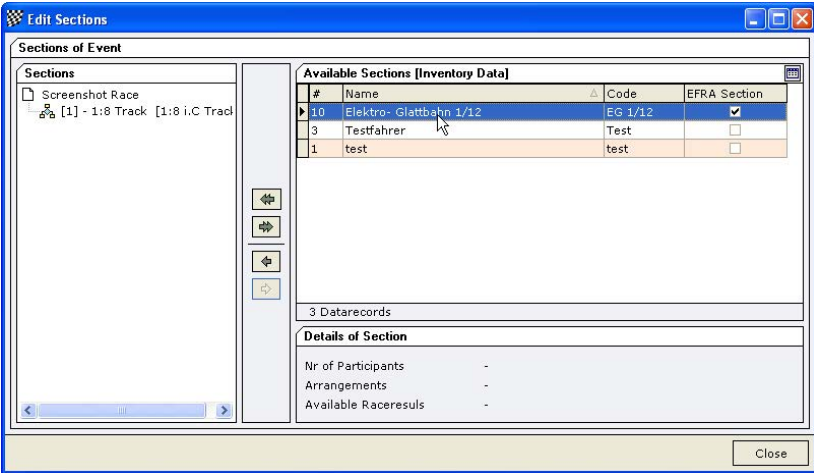 Edit Sections
Sections of Event
Sections
Screenshot Race
[1] - 1:8 Track [1:8 i.C Track
Available Sections [Inventory Data]
# Name Code EFRA Section
10 Elektro- Glattbahn 1/12 EG 1/12
3 Testfahrer Test
1 test test
3 Datarecords
Details of Section
Nr of Participants -
Arrangements -
Available Raceresuls -
Close